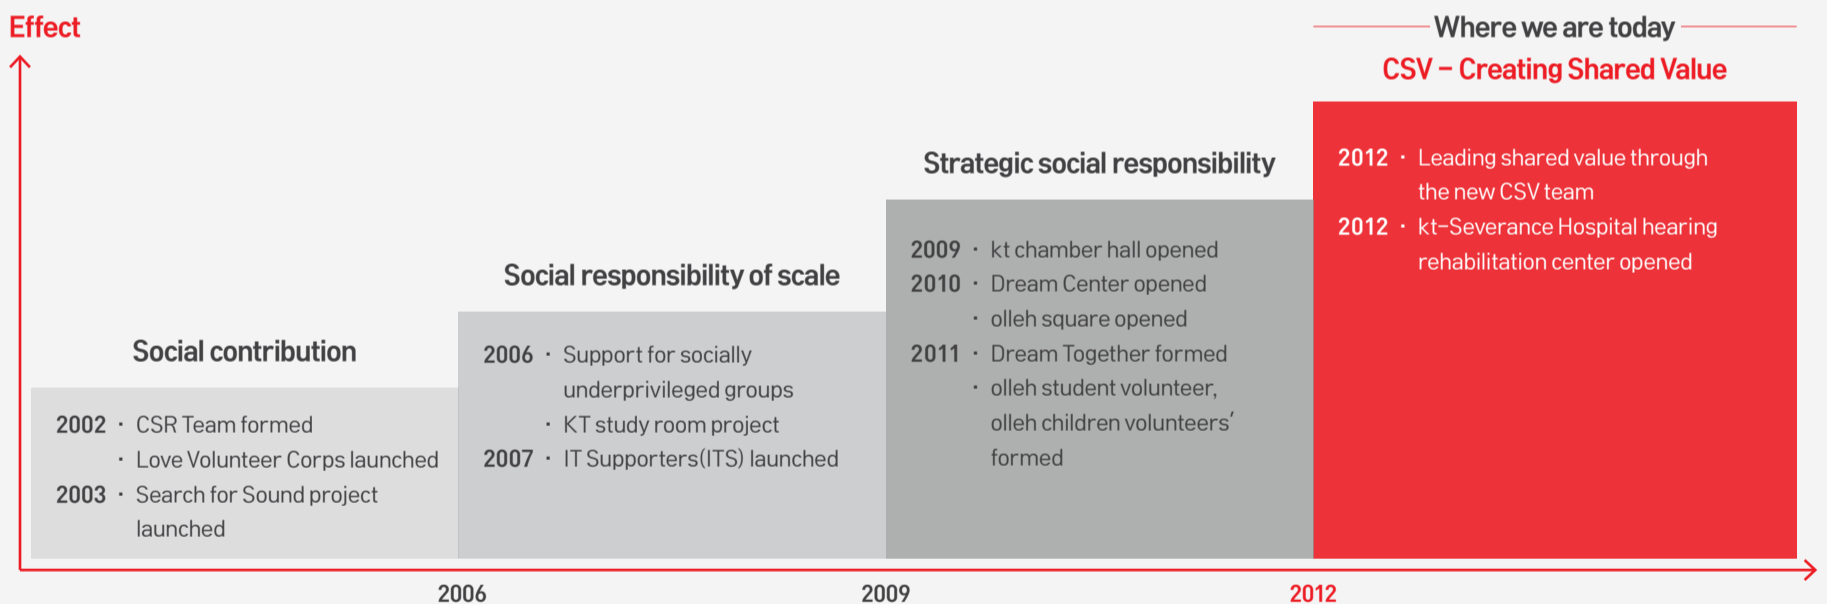 Effect
Where we are today
CSV – Creating Shared Value
Social contribution
2002 · CSR Team formed
· Love Volunteer Corps launched
2003 · Search for Sound project
launched
Social responsibility of scale
2006 · Support for socially
underprivileged groups
· KT study room project
2007 · IT Supporters(ITS) launched
Strategic social responsibility
2009 · kt chamber hall opened
2010 · Dream Center opened
· olleh square opened
2011 · Dream Together formed
· olleh student volunteer,
olleh children volunteers’
formed
2012 · Leading shared value through
the new CSV team
2012 · kt-Severance Hospital hearing
rehabilitation center opened
2006
2009
2012